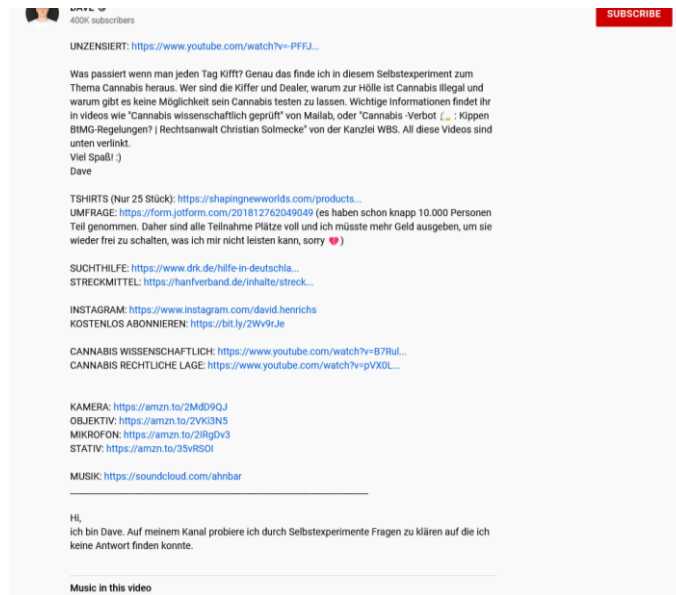 DAVE
400K subscribers
SUBSCRIBE
UNZENSIERT: https://www.youtube.com/watch?v=-PFFJ...
Was passiert wenn man jeden Tag Kifft? Genau das finde ich in diesem Selbstexperiment zum
Thema Cannabis heraus. Wer sind die Kiffer und Dealer, warum zur Hölle ist Cannabis Illegal und
warum gibt es keine Möglichkeit sein Cannabis testen zu lassen. Wichtige Informationen findet ihr
in videos wie "Cannabis wissenschaftlich geprüft" von Mailab, oder "Cannabis -Verbot : Kippen
BtMG-Regelungen? | Rechtsanwalt Christian Solmecke" von der Kanzlei WBS. All diese Videos sind
unten verlinkt.
Viel Spaß! :)
Dave
TSHIRTS (Nur 25 Stück): https://shapingnewworlds.com/products...
UMFRAGE: https://form.jotform.com/201812762049049 (es haben schon knapp 10.000 Personen
Teil genommen. Daher sind alle Teilnahme Plätze voll und ich müsste mehr Geld ausgeben, um sie
wieder frei zu schalten, was ich mir nicht leisten kann, sorry 💔)
SUCHTHILFE: https://www.drk.de/hilfe-in-deutschla...
STRECKMITTEL: https://hanfverband.de/inhalte/streck...
INSTAGRAM: https://www.instagram.com/david.henrichs
KOSTENLOS ABONNIEREN: https://bit.ly/2Wv9rJe
CANNABIS WISSENSCHAFTLICH: https://www.youtube.com/watch?v=B7Rul...
CANNABIS RECHTLICHE LAGE: https://www.youtube.com/watch?v=pVX0L...
KAMERA: https://amzn.to/2MdD9QJ
OBJEKTIV: https://amzn.to/2VKi3N5
MIKROFON: https://amzn.to/2IRgDv3
STATIV: https://amzn.to/35vRSOI
MUSIK: https://soundcloud.com/ahnbar
Hi,
ich bin Dave. Auf meinem Kanal probiere ich durch Selbstexperimente Fragen zu klären auf die ich
keine Antwort finden konnte.
Music in this video